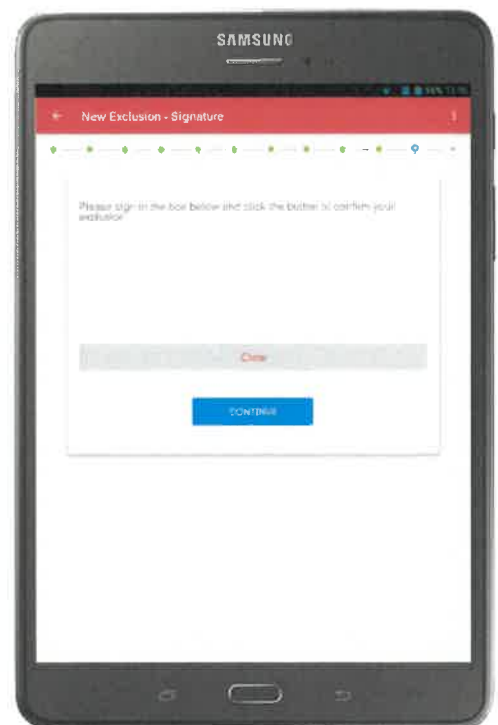 SAMSUNG
New Exclusion - Signature
Please sign in the box below and click the button to confirm your
exclusion
Clear
CONTINUE